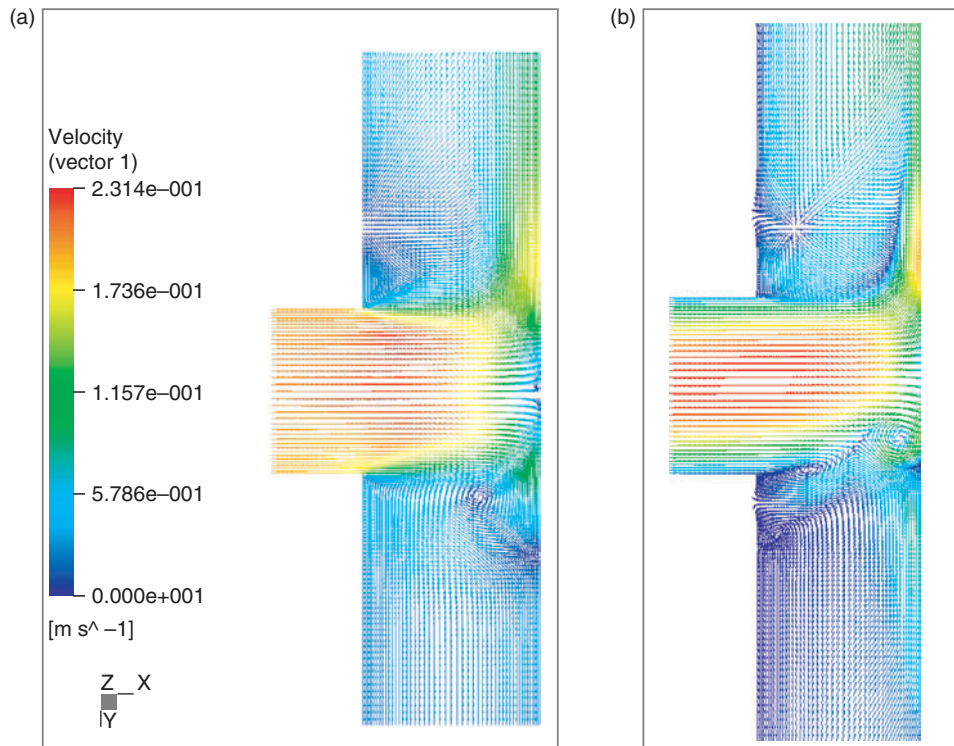 (a)
(b)
Velocity
(vector 1)
2.314e–001
1.736e–001
1.157e–001
5.786e–001
0.000e+001
[m s^ –1]
Z X
Y